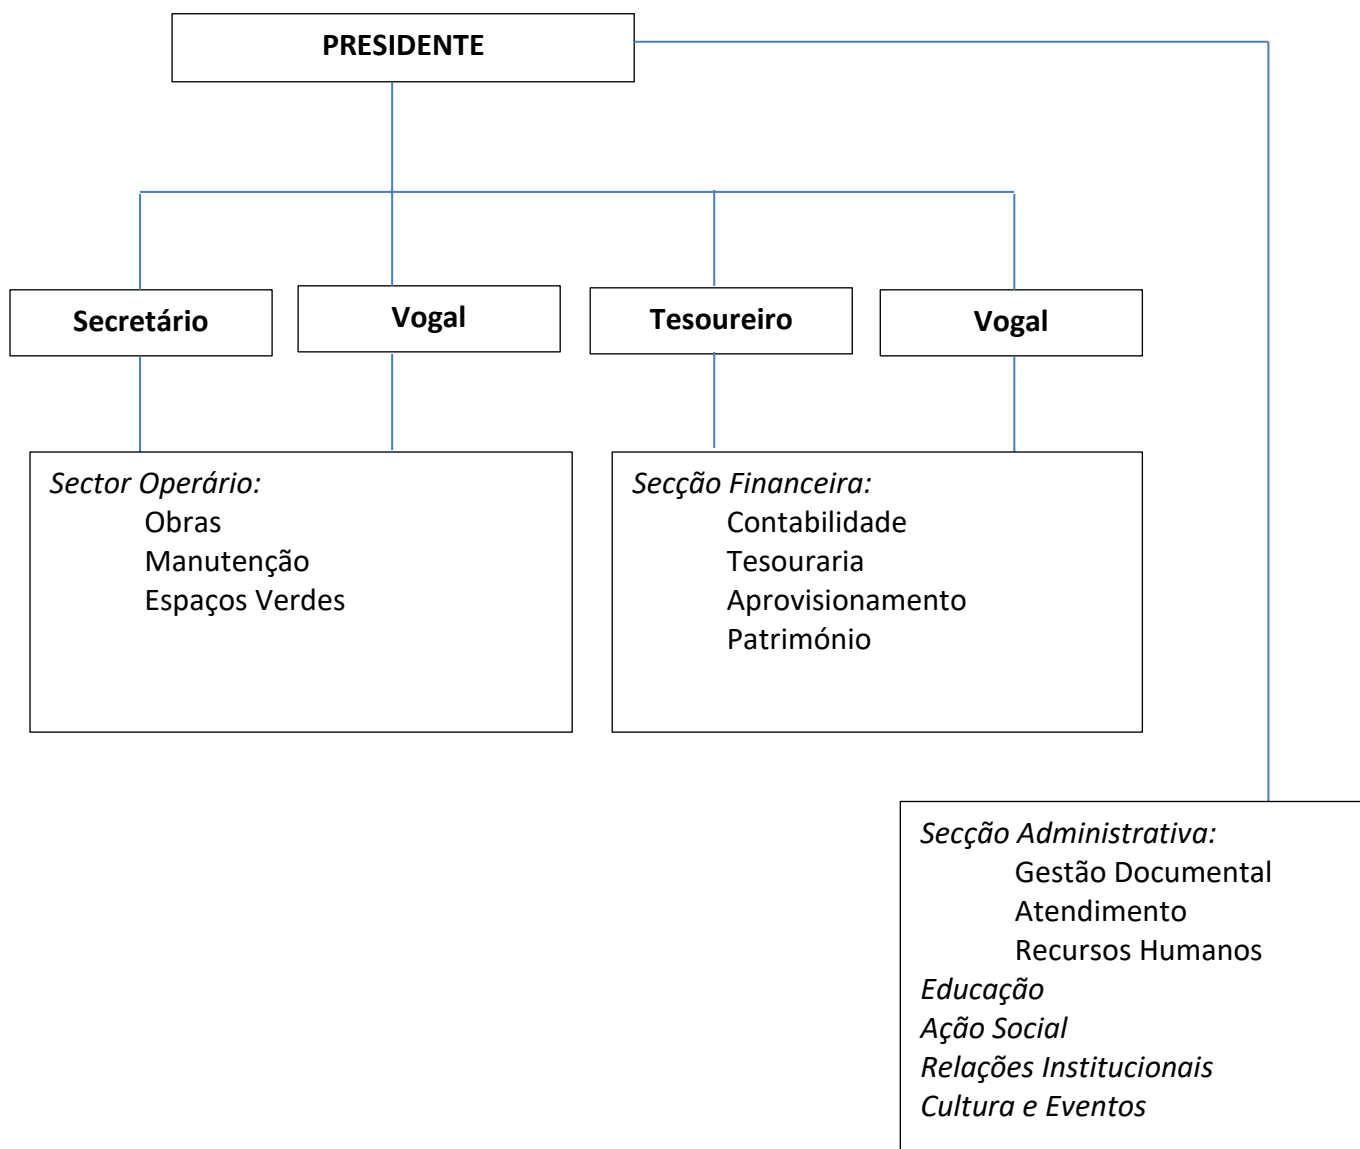 PRESIDENTE
Secretário
Vogal
Tesoureiro
Vogal
Sector Operário:
Obras
Manutenção
Espaços Verdes
Secção Financeira:
Contabilidade
Tesouraria
Aprovisionamento
Património
Secção Administrativa:
Gestão Documental
Atendimento
Recursos Humanos
Educação
Ação Social
Relações Institucionais
Cultura e Eventos